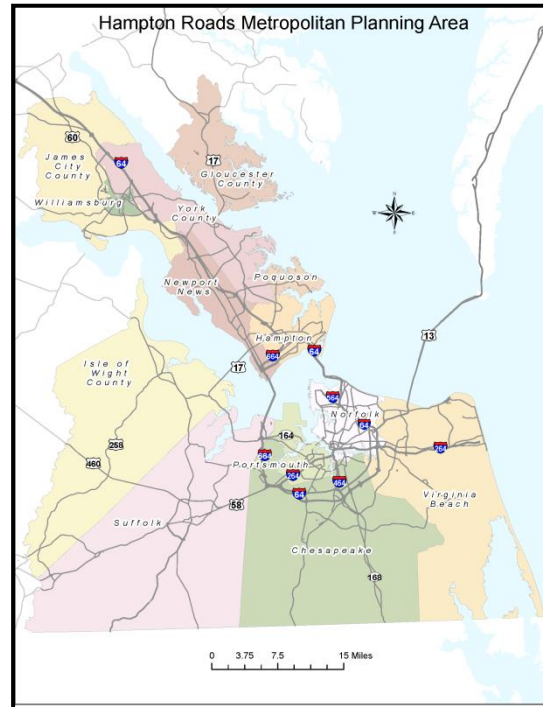 Hampton Roads Metropolitan Planning Area
60
James
City
County
64
17
Gloucester
County
Williamsburg
York
County
N
W
E
S
Poquoson
Newport
News
Hampton
13
664
64
17
Isle of
Wight
County
564
Norfolk
164
64
264
258
664
Portsmouth
460
264
464
64
58
Virginia
Beach
Suffolk
Chesapeake
168
0 3.75 7.5 15 Miles